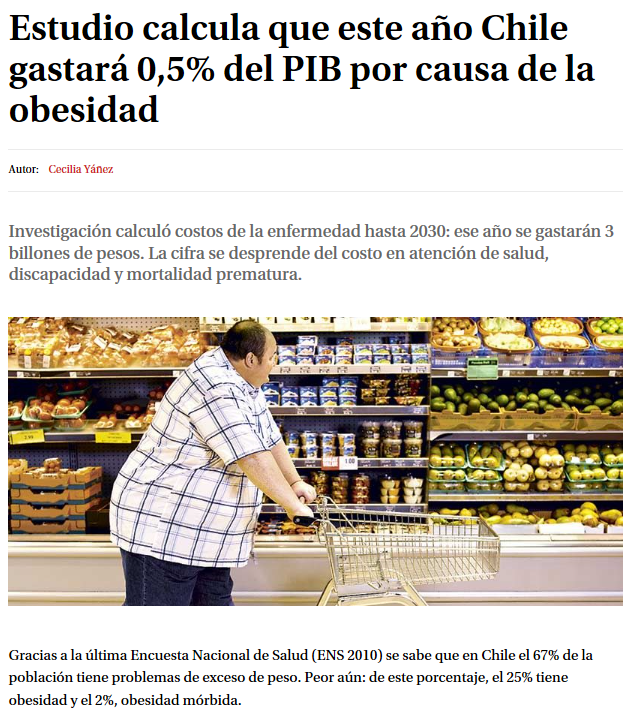 Estudio calcula que este año Chile
gastará 0,5% del PIB por causa de la
obesidad
Autor: Cecilia Yáñez
Investigación calculó costos de la enfermedad hasta 2030: ese año se gastarán 3
billones de pesos. La cifra se desprende del costo en atención de salud,
discapacidad y mortalidad prematura.
Gracias a la última Encuesta Nacional de Salud (ENS 2010) se sabe que en Chile el 67% de la
población tiene problemas de exceso de peso. Peor aún: de este porcentaje, el 25% tiene
obesidad y el 2%, obesidad mórbida.